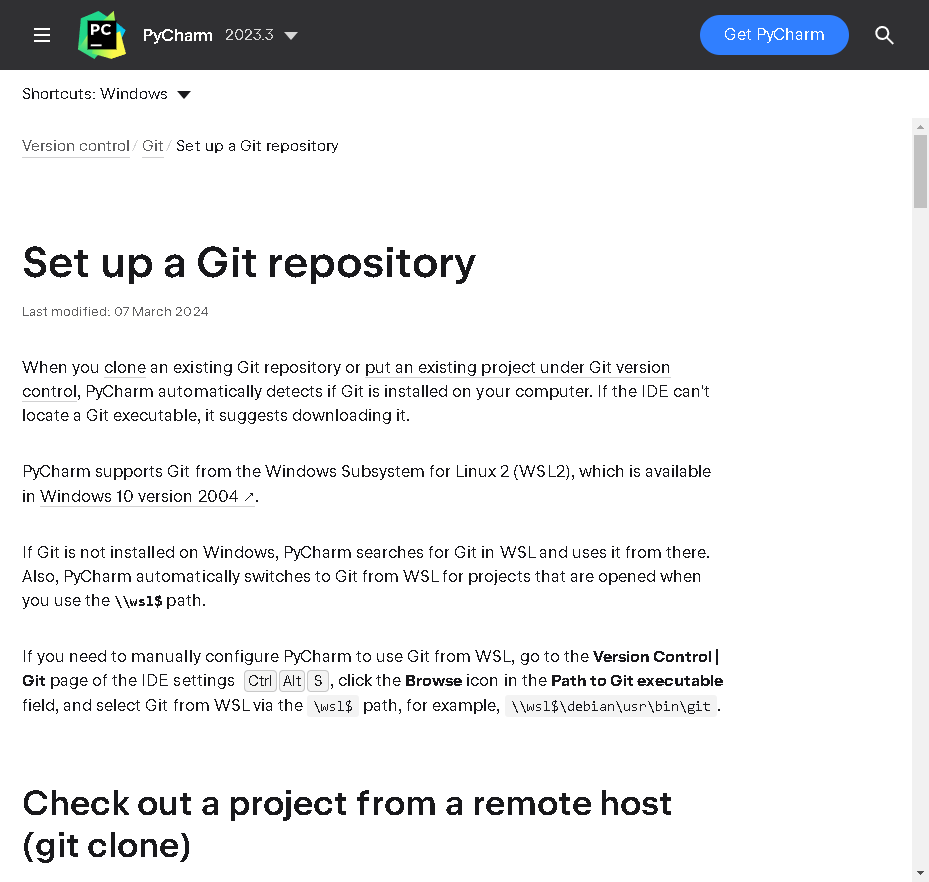 PC
PyCharm 2023.3
Get PyCharm
Shortcuts: Windows
Version control / Git / Set up a Git repository
Set up a Git repository
Last modified: 07 March 2024
When you clone an existing Git repository or put an existing project under Git version
control, PyCharm automatically detects if Git is installed on your computer. If the IDE can't
locate a Git executable, it suggests downloading it.
PyCharm supports Git from the Windows Subsystem for Linux 2 (WSL2), which is available
in Windows 10 version 2004 ↗.
If Git is not installed on Windows, PyCharm searches for Git in WSL and uses it from there.
Also, PyCharm automatically switches to Git from WSL for projects that are opened when
you use the \\wsl$ path.
If you need to manually configure PyCharm to use Git from WSL, go to the Version Control |
Git page of the IDE settings Ctrl Alt S , click the Browse icon in the Path to Git executable
field, and select Git from WSL via the \wsl$ path, for example, \\wsl$\debian\usr\bin\git .
Check out a project from a remote host
(git clone)